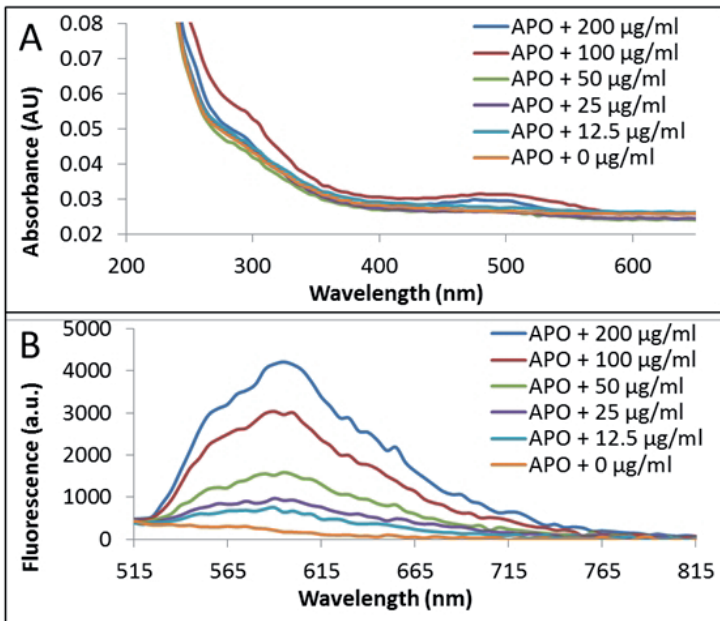 A
0.08
0.07
0.06
0.05
0.04
0.03
0.02
Absorbance (AU)
APO + 200 µg/ml
APO + 100 µg/ml
APO + 50 µg/ml
APO + 25 µg/ml
APO + 12.5 µg/ml
APO + 0 µg/ml
200 300 400 500 600
Wavelength (nm)
B
5000
4000
3000
2000
1000
0
Fluorescence (a.u.)
APO + 200 µg/ml
APO + 100 µg/ml
APO + 50 µg/ml
APO + 25 µg/ml
APO + 12.5 µg/ml
APO + 0 µg/ml
515 565 615 665 715 765 815
Wavelength (nm)